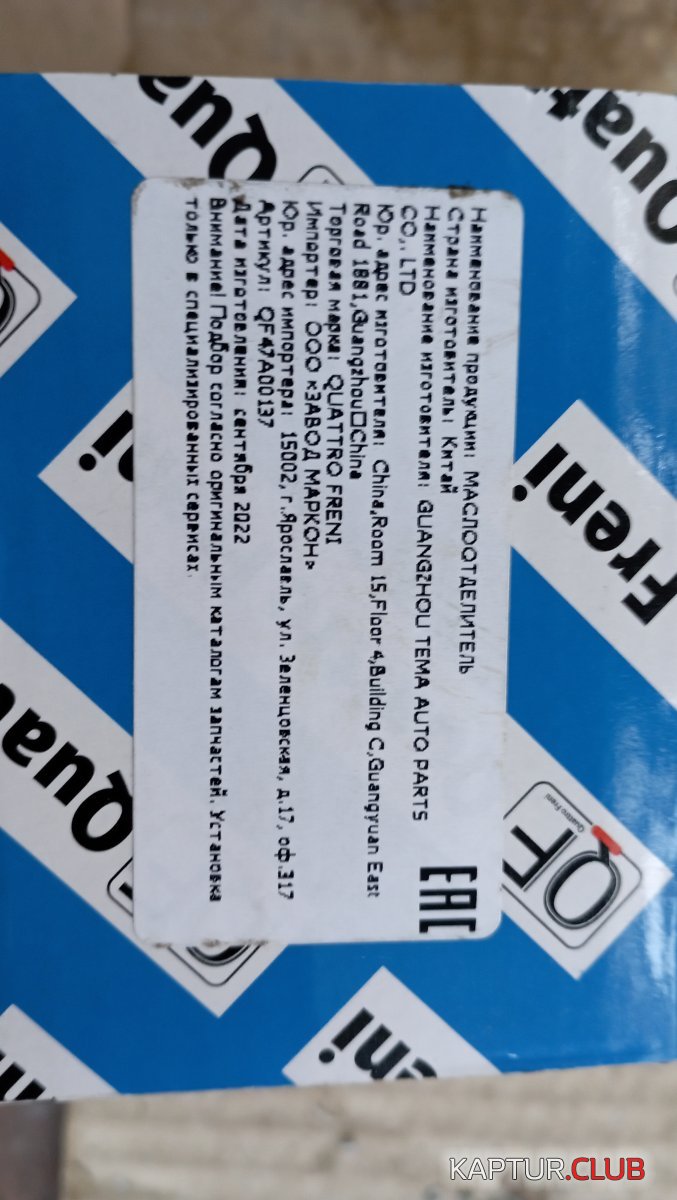 Наименование продукции: МАСЛООТДЕЛИТЕЛЬ
Страна изготовитель: Китай
Наименование изготовителя: GUANGZHOU TEMA AUTO PARTS
CO,. LTD
Юр. адрес изготовителя: China,Room 15,Floor 4,Building C,Guangyuan East
Road 1881,Guangzhou□China
Торговая марка: QUATTRO FRENI
Импортер: ООО «ЗАВОД МАРКОН»
Юр. адрес импортера: 15002, г.Ярославль, ул. Зеленцовская, д.17, оф.317
Артикул: QF47A00137
Дата изготовления: сентября 2022
Внимание! Подбор согласно оригинальным каталогам запчастей. Установка
только в специализированных сервисах.
EAC
Freni
QF
Quattro Freni
KAPTUR.CLUB